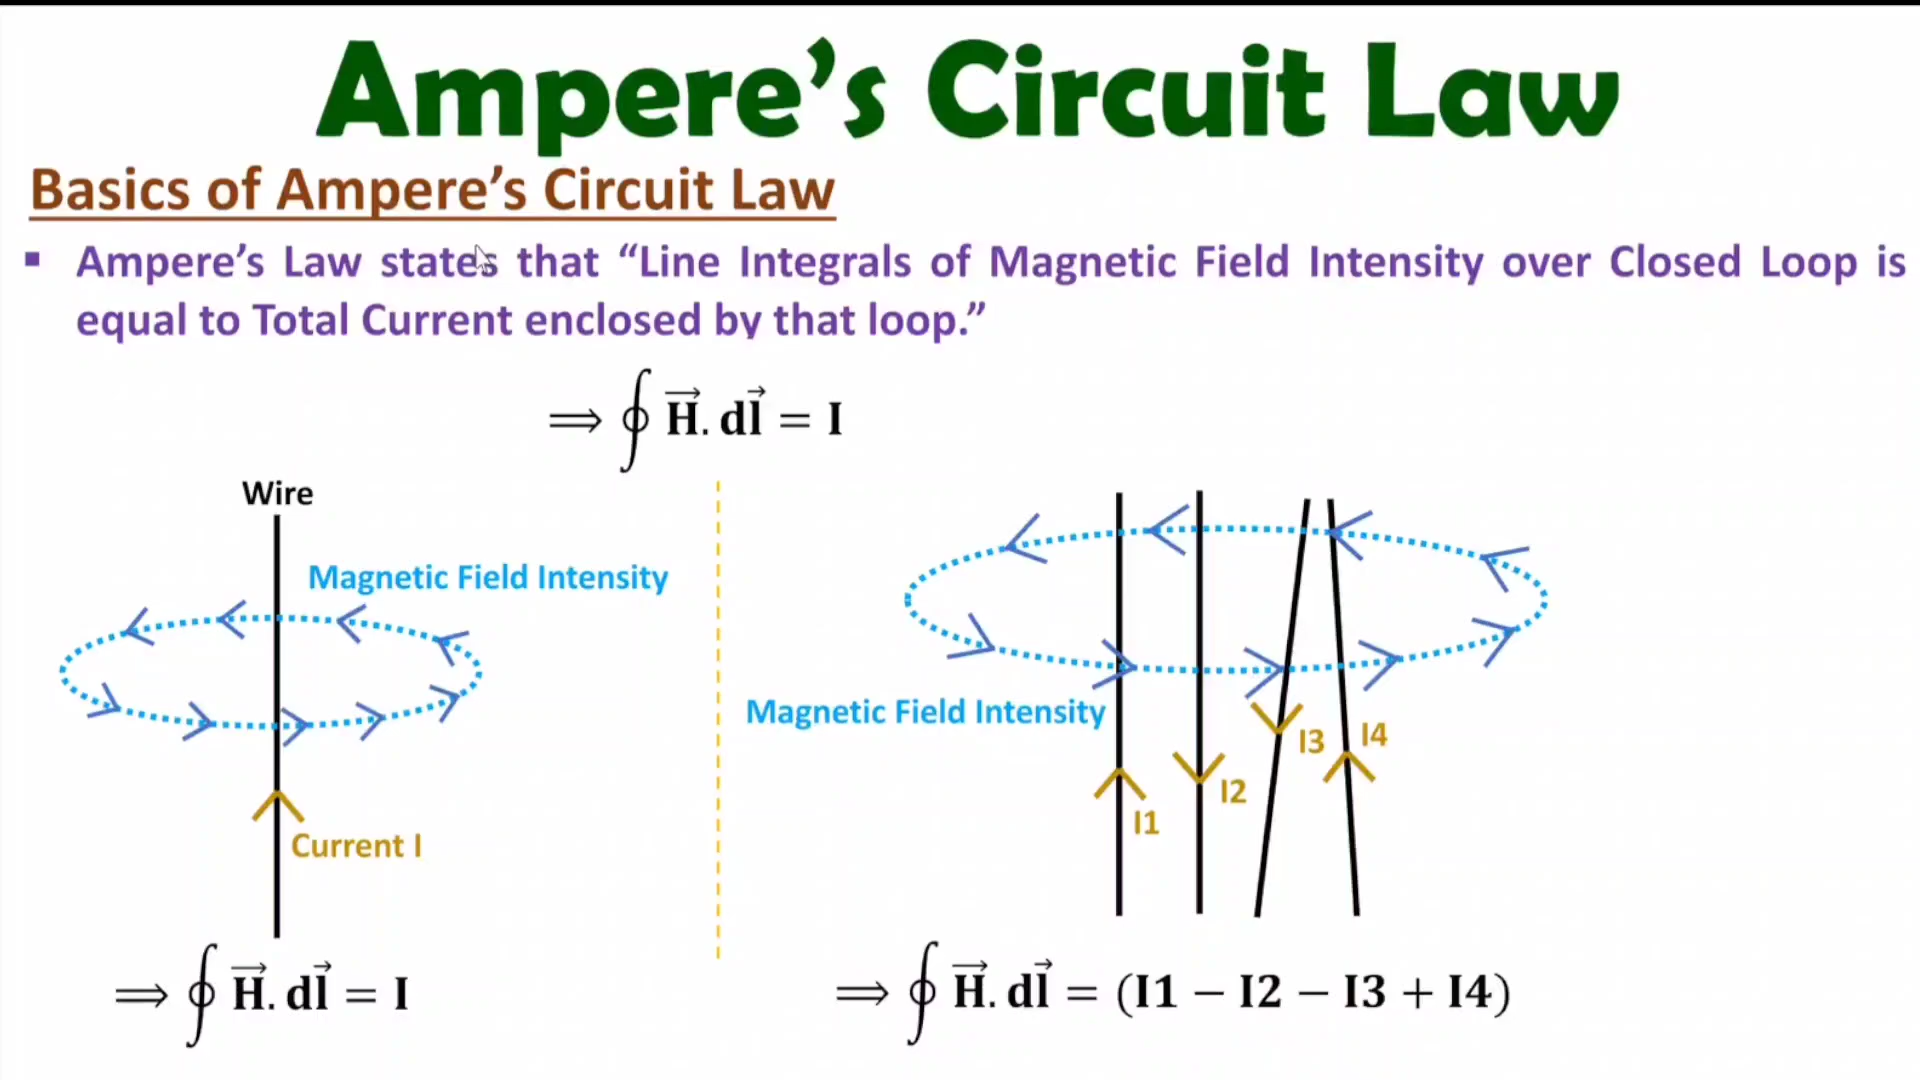 Ampere’s Circuit Law
Basics of Ampere’s Circuit Law
▪ Ampere’s Law states that “Line Integrals of Magnetic Field Intensity over Closed Loop is
equal to Total Current enclosed by that loop.”
⟹ ∮ H⃗. dl⃗ = I
Wire
Magnetic Field Intensity
Current I
⟹ ∮ H⃗. dl⃗ = I
Magnetic Field Intensity
I1
I2
I3
I4
⟹ ∮ H⃗. dl⃗ = (I1 − I2 − I3 + I4)